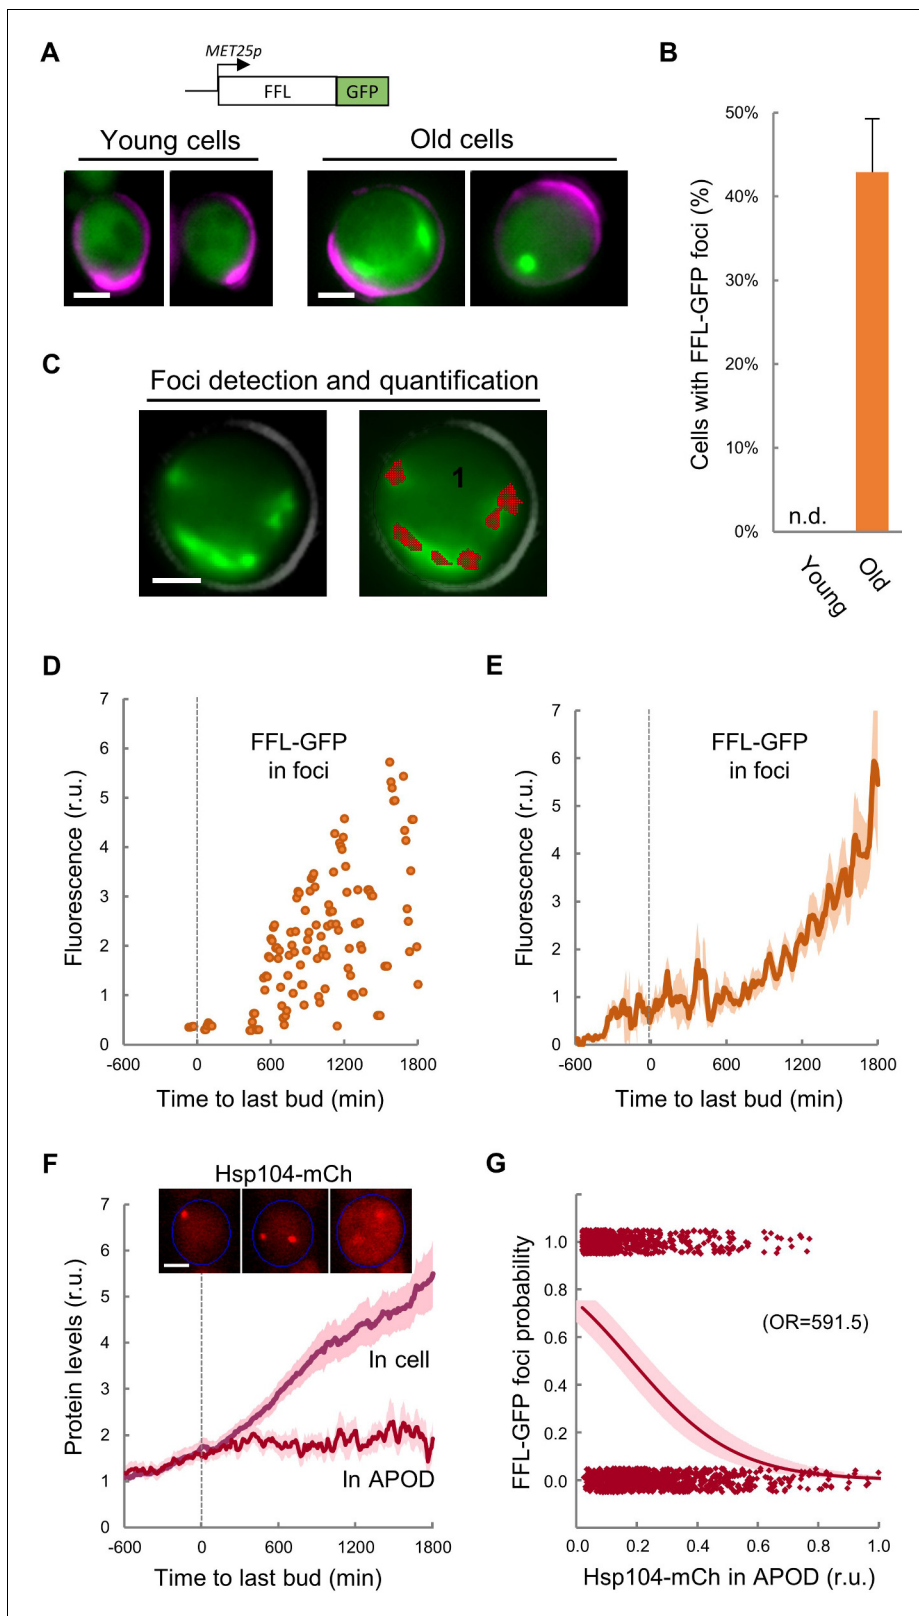 A
MET25p
FFL
GFP
Young cells
Old cells
B
50%
40%
30%
20%
10%
0%
Cells with FFL-GFP foci (%)
n.d.
Young
Old
C
Foci detection and quantification
1
D
7
6
5
4
3
2
1
0
Fluorescence (r.u.)
FFL-GFP
in foci
-600
0
600
1200
1800
Time to last bud (min)
E
7
6
5
4
3
2
1
0
Fluorescence (r.u.)
FFL-GFP
in foci
-600
0
600
1200
1800
Time to last bud (min)
F
Hsp104-mCh
7
6
5
4
3
2
1
0
Protein levels (r.u.)
In cell
In APOD
-600
0
600
1200
1800
Time to last bud (min)
G
1.0
0.8
0.6
0.4
0.2
0.0
FFL-GFP foci probability
(OR=591.5)
0.0
0.2
0.4
0.6
0.8
1.0
Hsp104-mCh in APOD (r.u.)